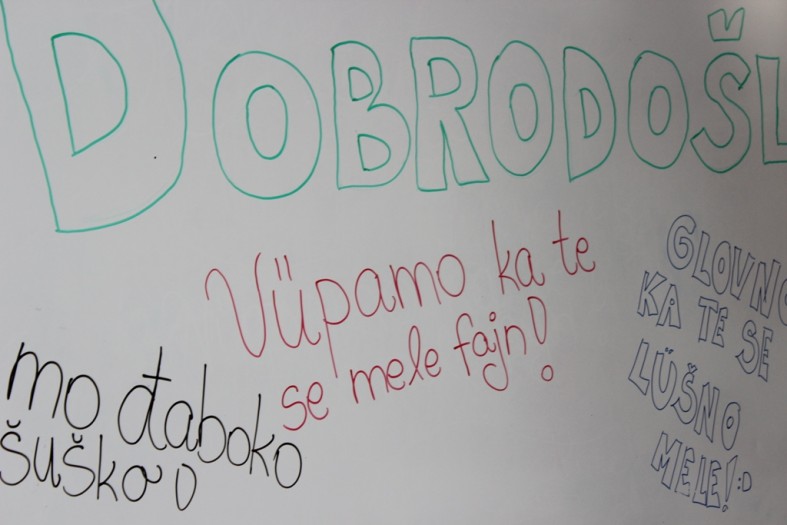 DOBRODOŠL
Vüpamo ka te
se mele fajn!
GLOVNO
KA TE SE
LÜŠNO
MELE! :D
mo đaboko
šuško